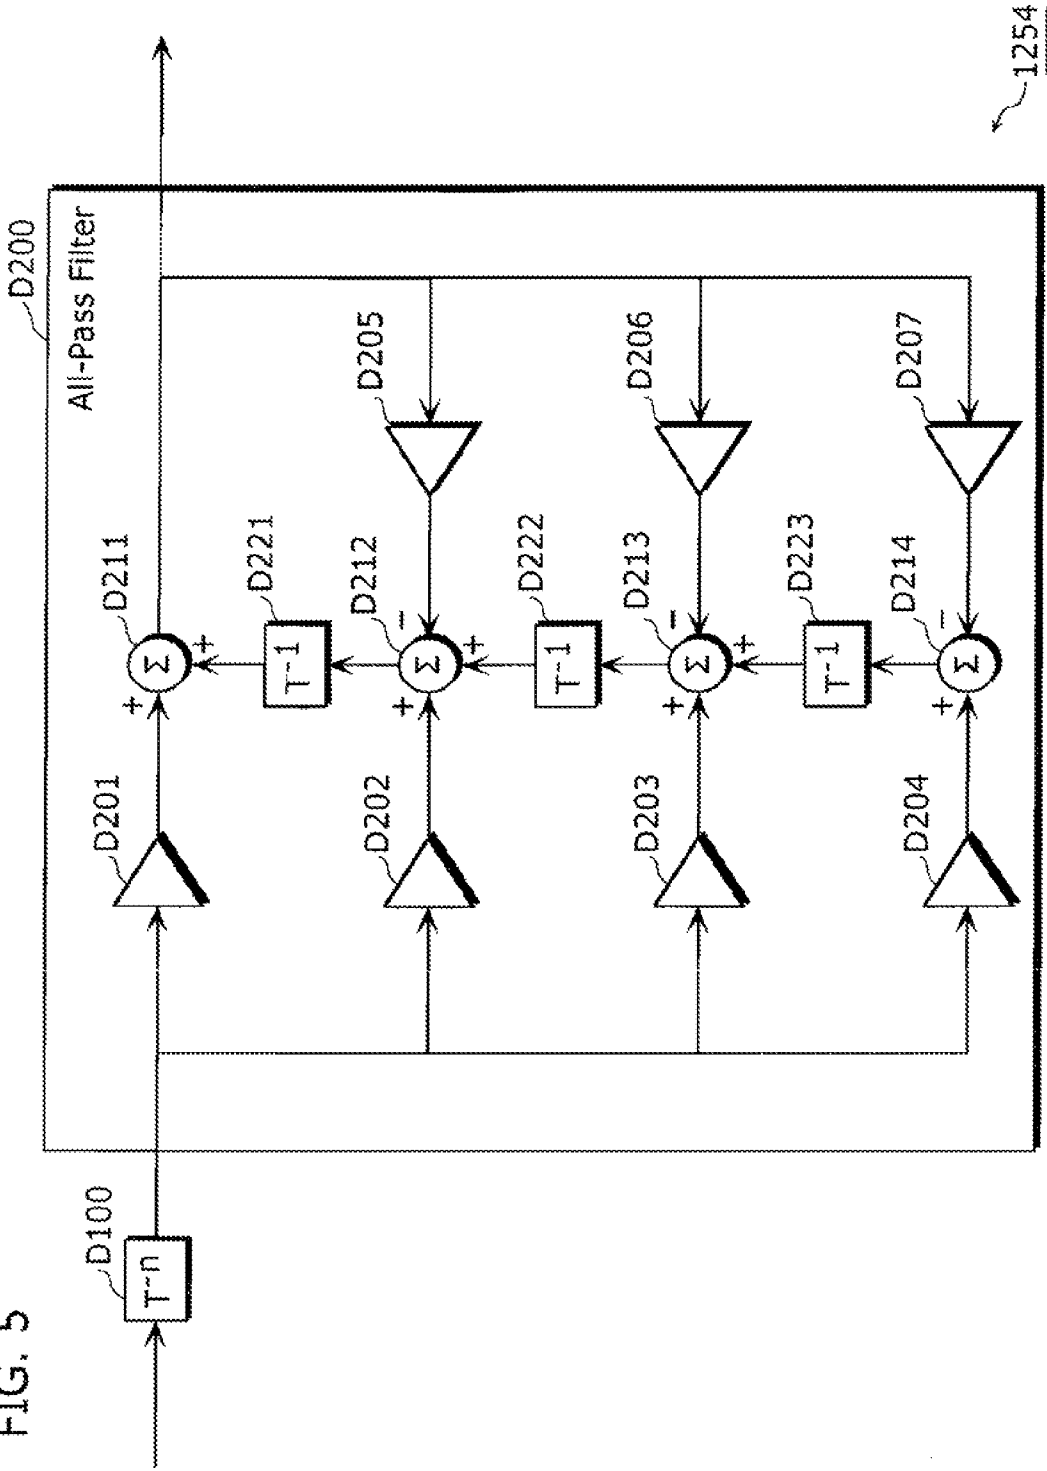 FIG. 5
1254
D200
All-Pass Filter
D100
T⁻ⁿ
D201
+
Σ
+
D211
D221
T⁻¹
D202
+
Σ
+
−
D212
D205
D222
T⁻¹
D203
+
Σ
+
−
D213
D206
D223
T⁻¹
D204
+
Σ
−
D214
D207